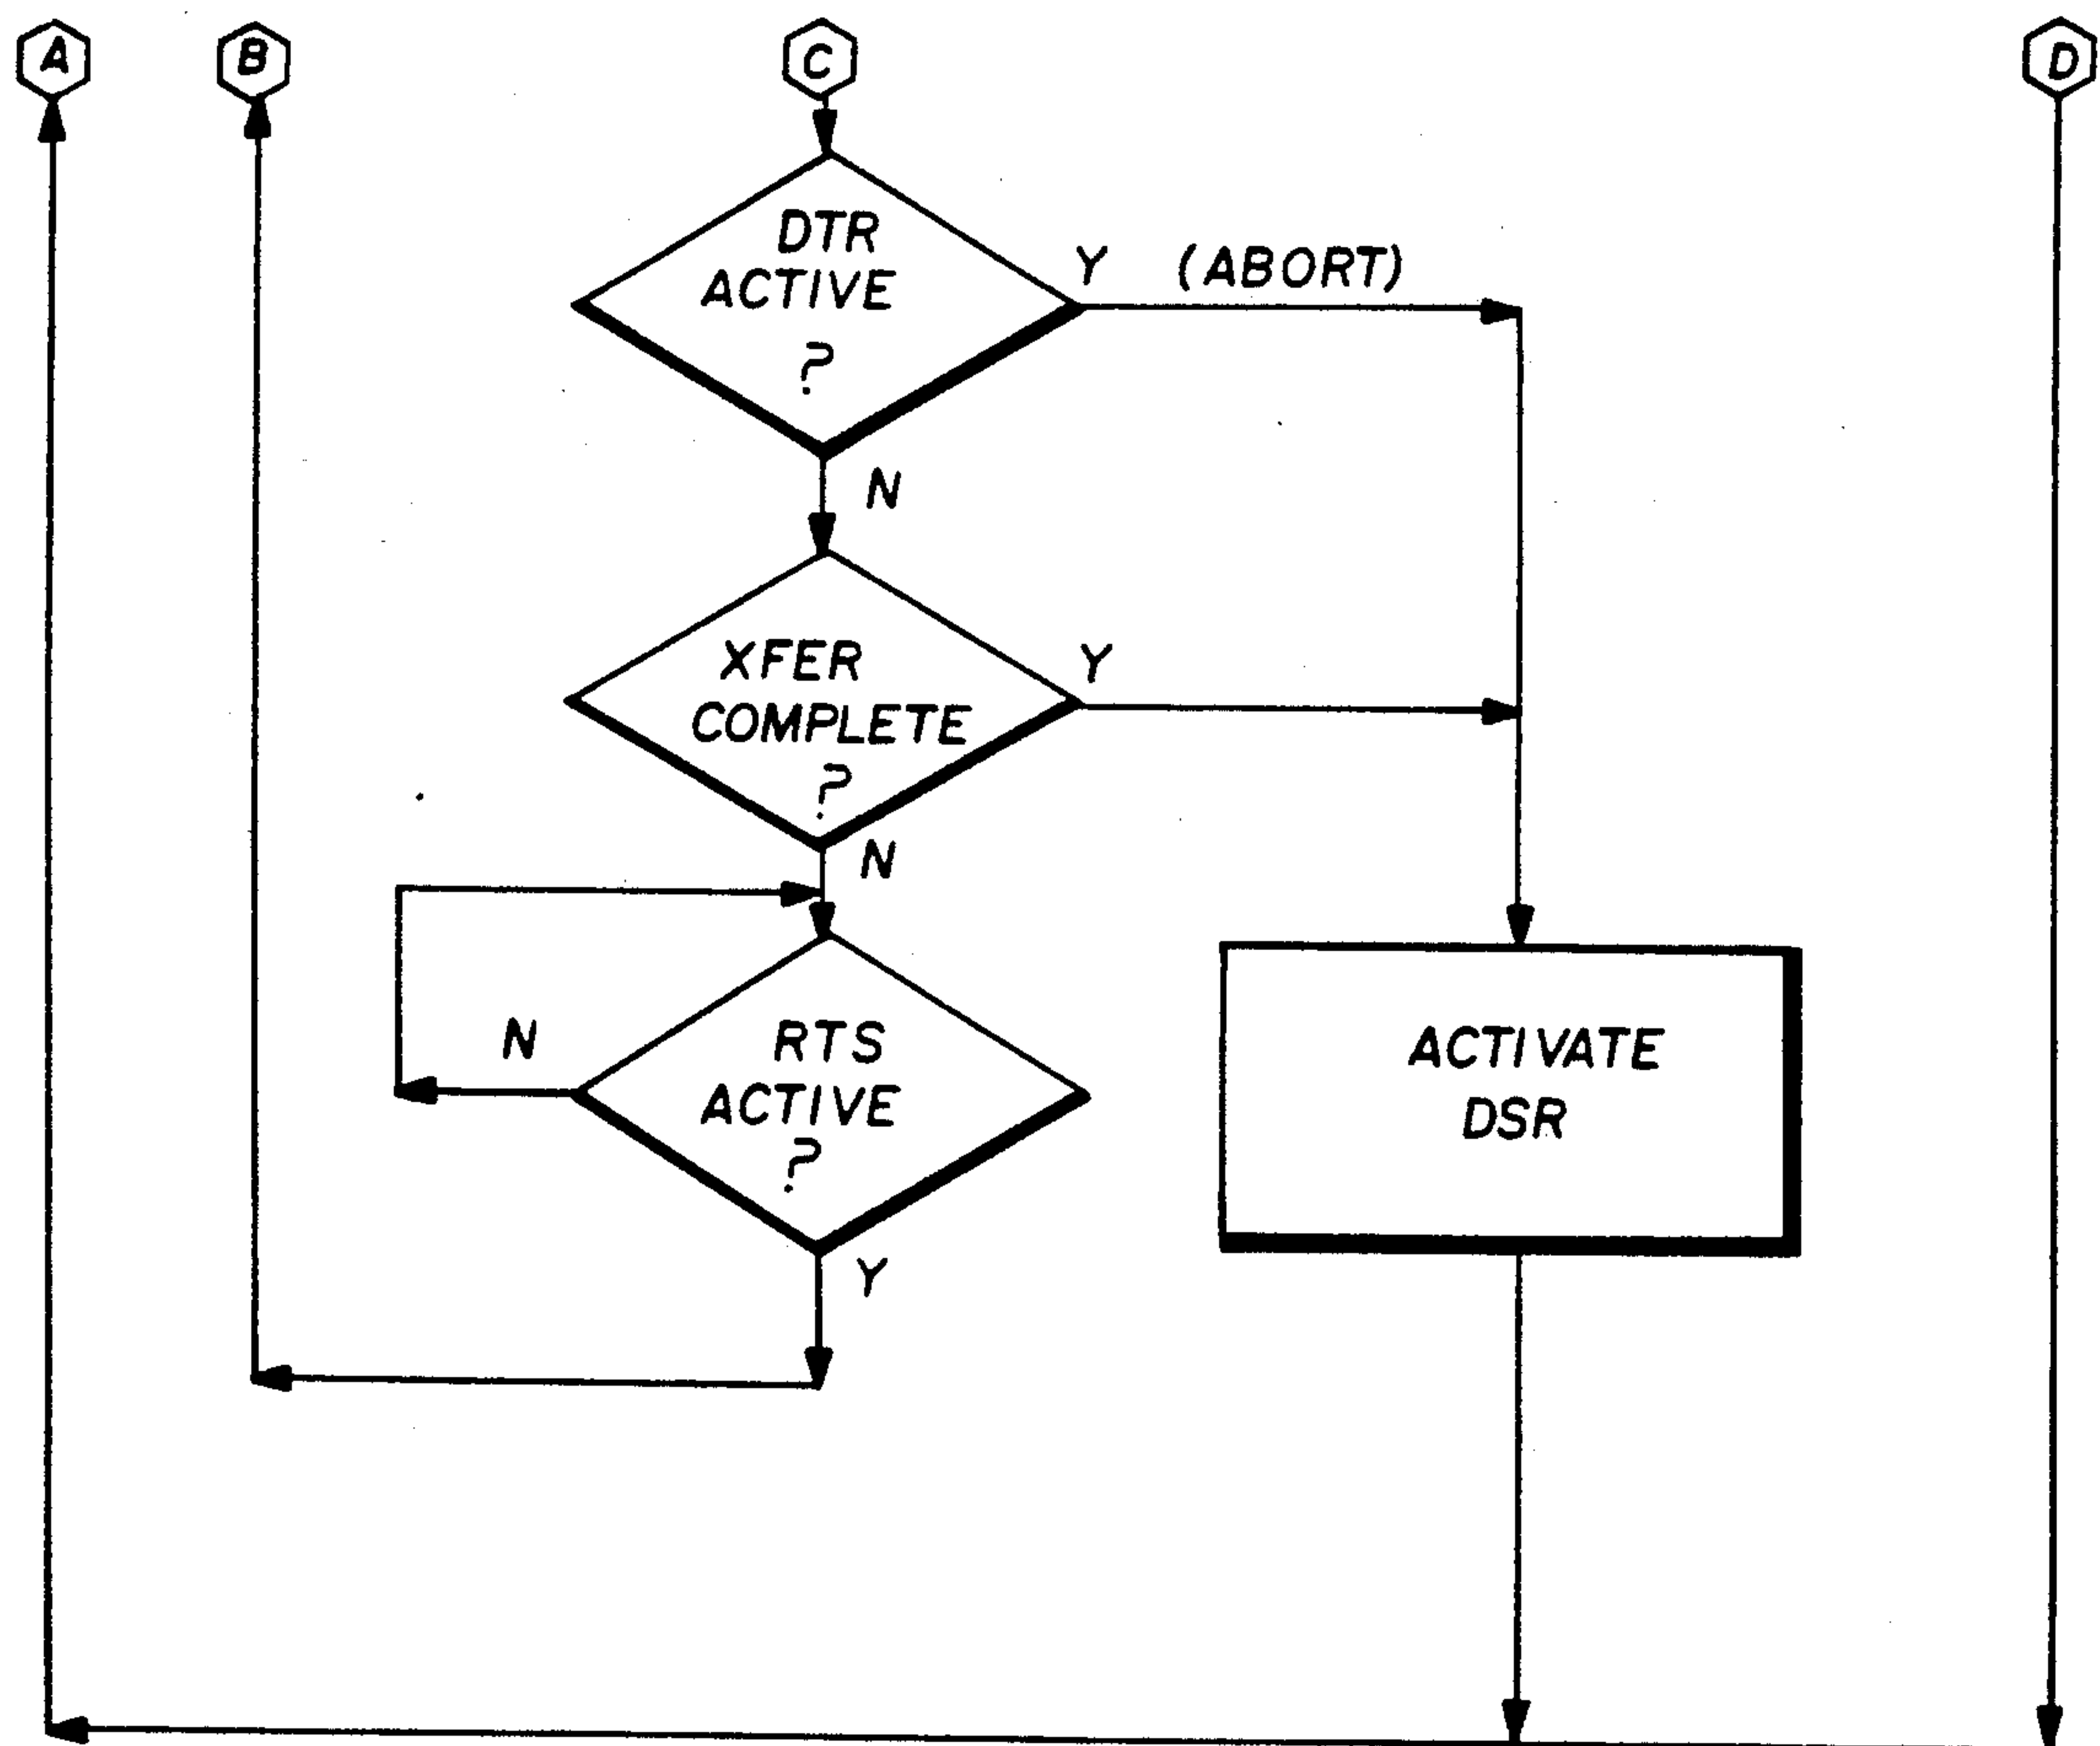 A
B
C
D
DTR
ACTIVE
?
Y (ABORT)
N
XFER
COMPLETE
?
Y
N
RTS
ACTIVE
?
N
Y
ACTIVATE
DSR